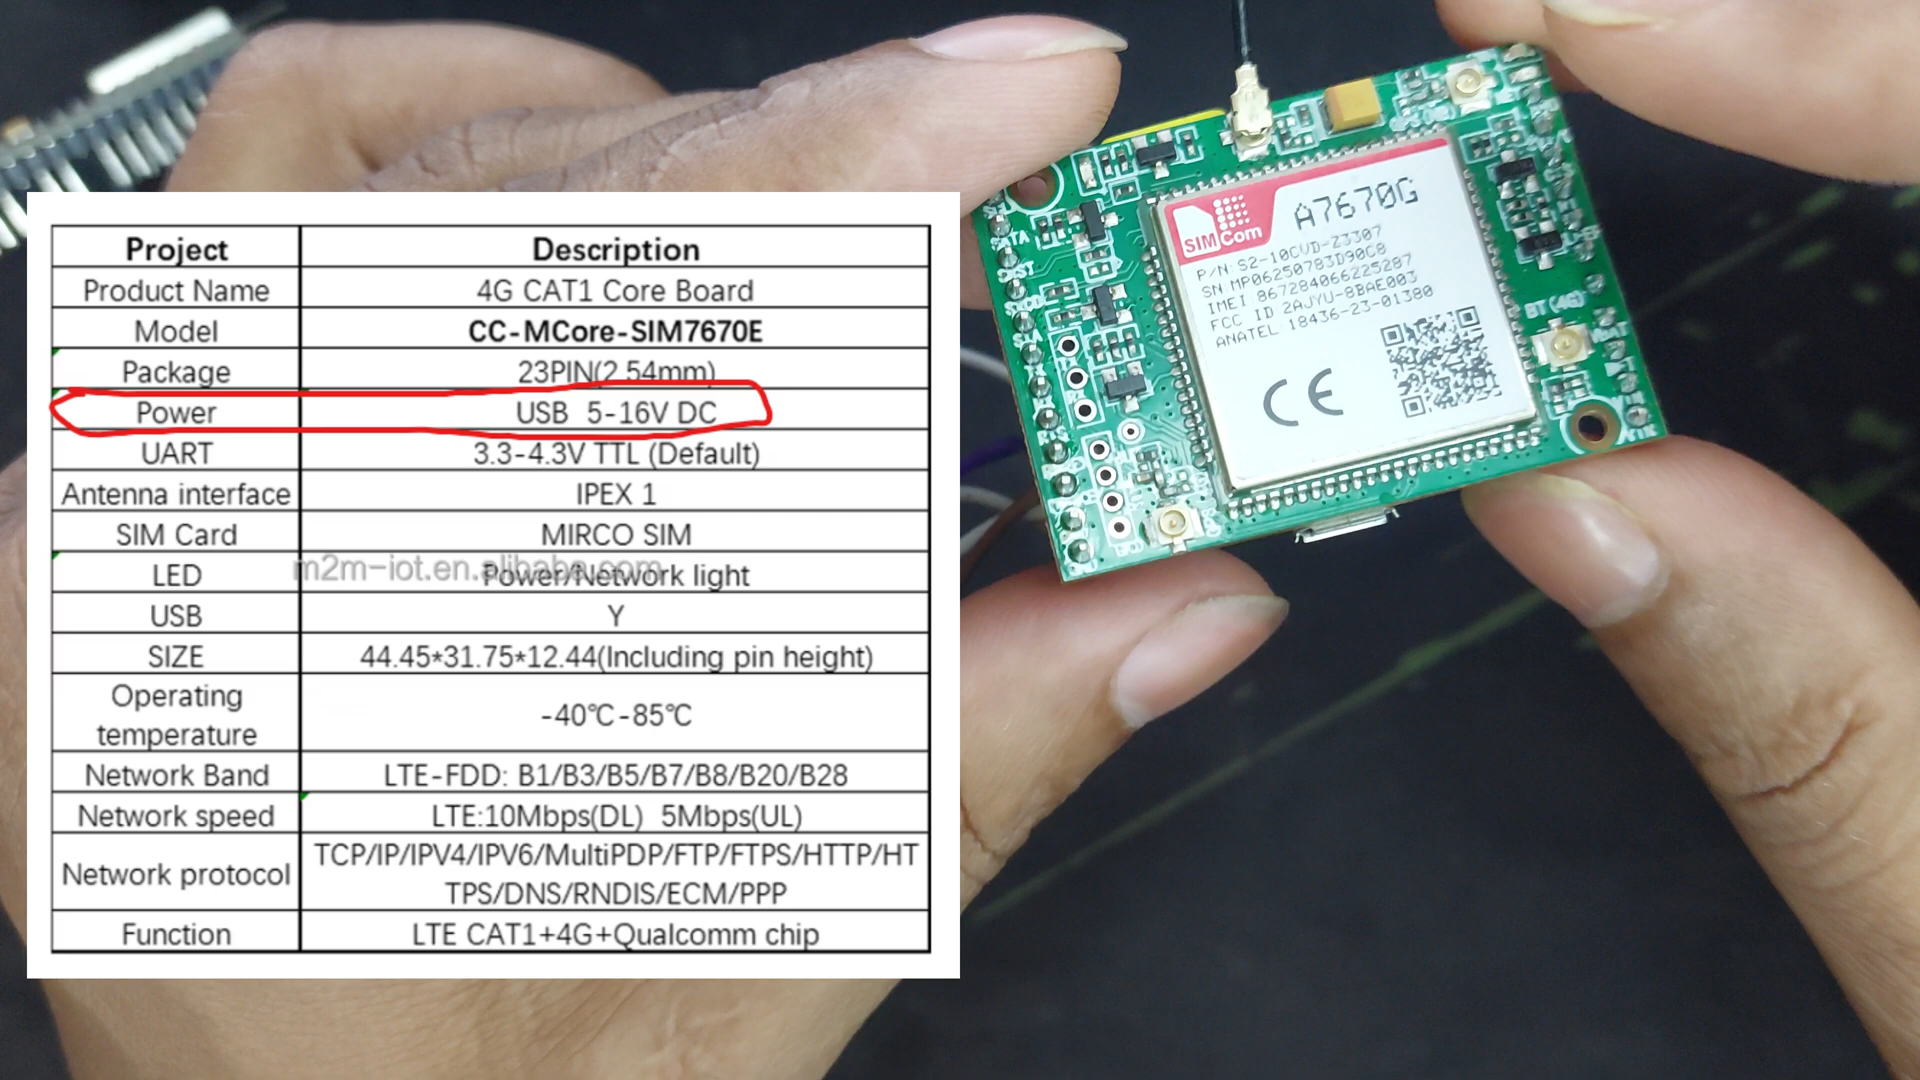 Project Description
Product Name 4G CAT1 Core Board
Model CC-MCore-SIM7670E
Package 23PIN(2.54mm)
Power USB 5-16V DC
UART 3.3-4.3V TTL (Default)
Antenna interface IPEX 1
SIM Card MIRCO SIM
LED Power/Network light
m2m-iot.en.alibaba.com
USB Y
SIZE 44.45*31.75*12.44(Including pin height)
Operating
temperature -40℃-85℃
Network Band LTE-FDD: B1/B3/B5/B7/B8/B20/B28
Network speed LTE:10Mbps(DL) 5Mbps(UL)
Network protocol TCP/IP/IPV4/IPV6/MultiPDP/FTP/FTPS/HTTP/HT
TPS/DNS/RNDIS/ECM/PPP
Function LTE CAT1+4G+Qualcomm chip
SIMCom
A7670G
P/N: S2-10CVD-Z3307
SN:MP06250783D90C8
IMEI 867284066225287
FCC ID 2AJYU-8BAE003
ANATEL 18436-23-01380
CE
BT(4G)